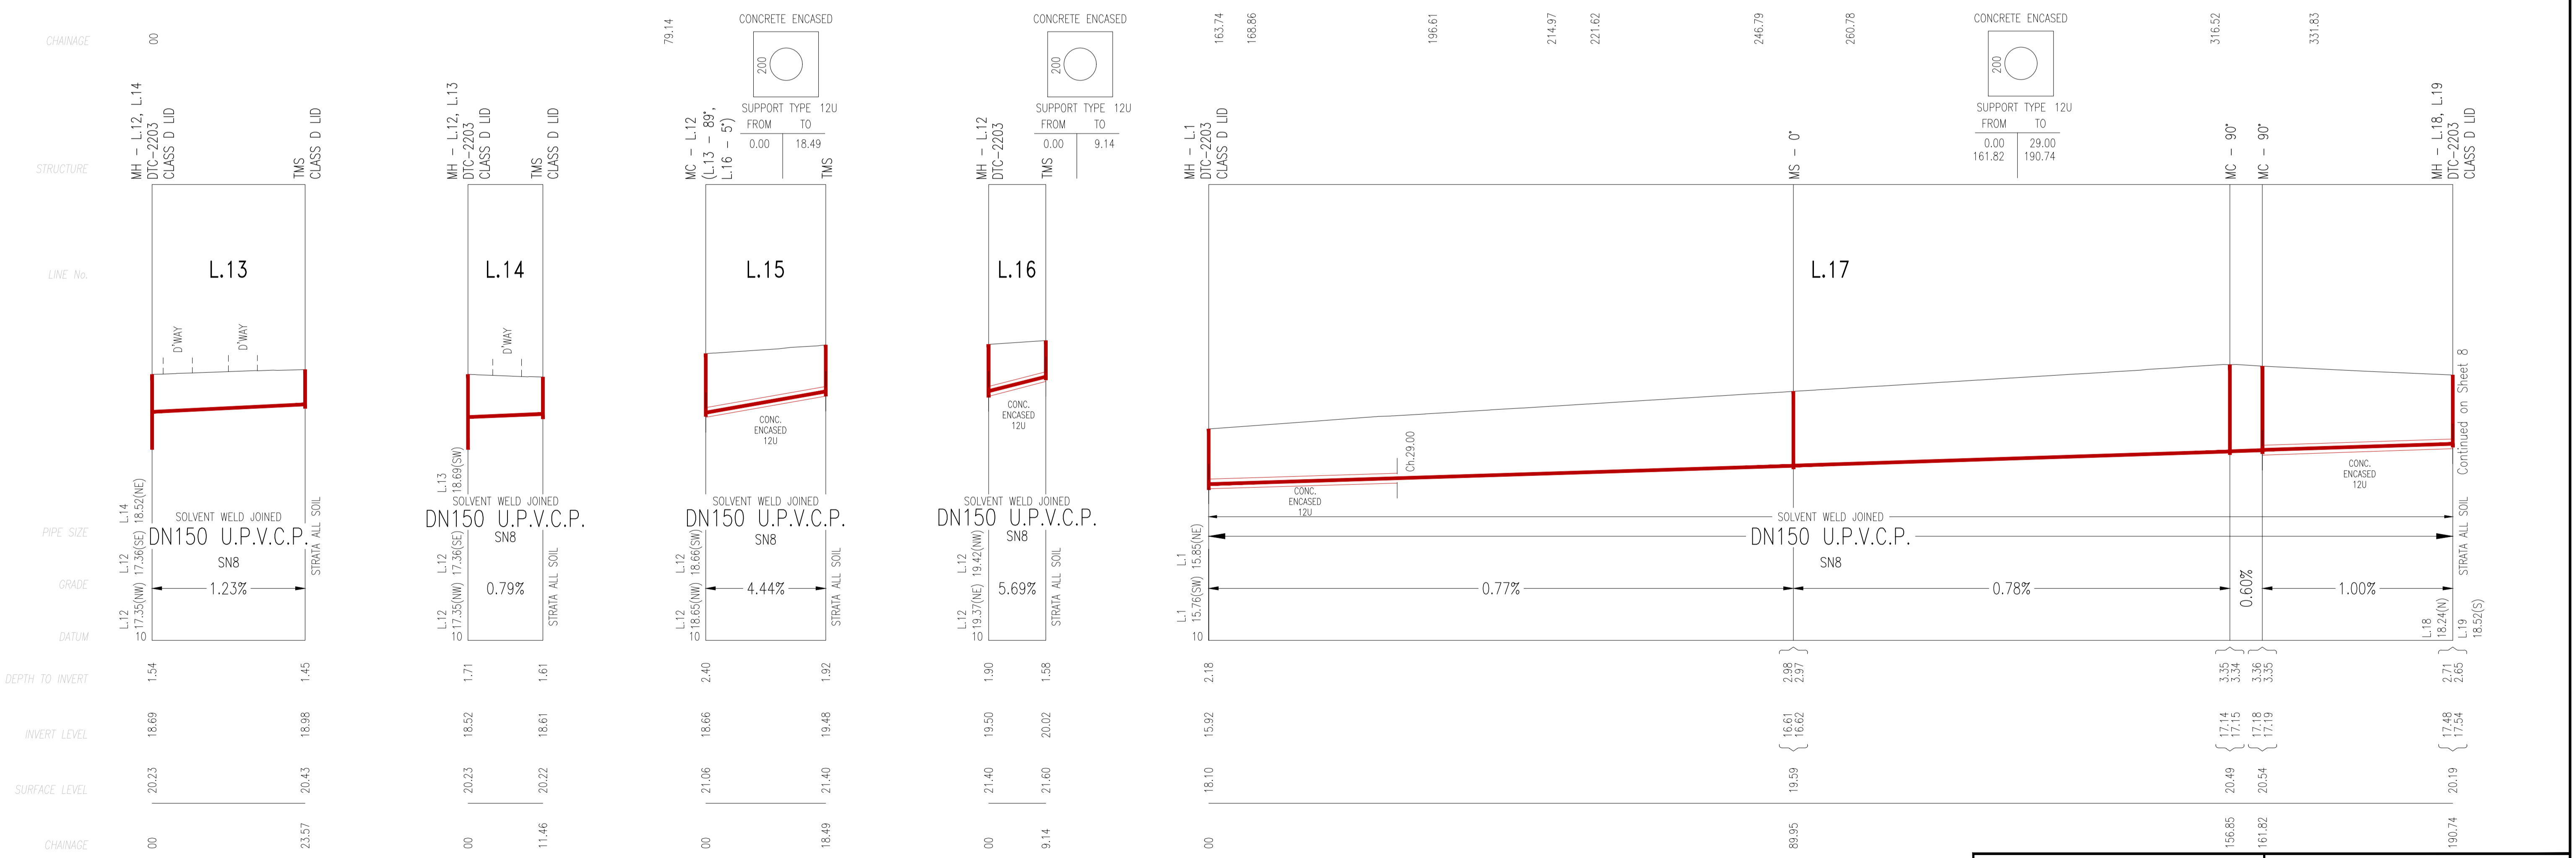 CHAINAGE
00
79.14
163.74
168.86
196.61
214.97
221.62
246.79
260.78
316.52
331.83
CONCRETE ENCASED
200
SUPPORT TYPE 12U
FROM TO
0.00 18.49
CONCRETE ENCASED
200
SUPPORT TYPE 12U
FROM TO
0.00 9.14
CONCRETE ENCASED
200
SUPPORT TYPE 12U
FROM TO
0.00 29.00
161.82 190.74
STRUCTURE
MH - L.12, L.14
DTC-2203
CLASS D LID
TMS
CLASS D LID
MH - L.12, L.13
DTC-2203
CLASS D LID
TMS
CLASS D LID
MC - L.12
(L.13 - 89°,
L.16 - 5°)
TMS
MH - L.12
DTC-2203
TMS
MH - L.1
DTC-2203
CLASS D LID
MS - 0°
MC - 90°
MC - 90°
MH - L.18, L.19
DTC-2203
CLASS D LID
LINE No.
L.13
L.14
L.15
L.16
L.17
D'WAY
D'WAY
D'WAY
CONC.
ENCASED
12U
CONC.
ENCASED
12U
CONC.
ENCASED
12U
Ch.29.00
CONC.
ENCASED
12U
Continued on Sheet 8
PIPE SIZE
SOLVENT WELD JOINED
DN150 U.P.V.C.P.
SN8
SOLVENT WELD JOINED
DN150 U.P.V.C.P.
SN8
SOLVENT WELD JOINED
DN150 U.P.V.C.P.
SN8
SOLVENT WELD JOINED
DN150 U.P.V.C.P.
SN8
SOLVENT WELD JOINED
DN150 U.P.V.C.P.
SN8
GRADE
1.23%
0.79%
4.44%
5.69%
0.77%
0.78%
0.60%
1.00%
STRATA ALL SOIL
STRATA ALL SOIL
STRATA ALL SOIL
STRATA ALL SOIL
STRATA ALL SOIL
DATUM
L.12 L.12 L.14
17.35(NW) 17.36(SE) 18.52(NE)
10
L.12 L.12 L.13
17.35(NW) 17.36(SE) 18.69(SW)
10
L.12 L.12
18.65(NW) 18.66(SW)
10
L.12 L.12
19.37(NE) 19.42(NW)
10
L.1 L.1
15.76(SW) 15.85(NE)
10
L.18
18.24(N)
L.19
18.52(S)
DEPTH TO INVERT
1.54
1.45
1.71
1.61
2.40
1.92
1.90
1.58
2.18
2.98
2.97
3.35
3.34
3.36
3.35
2.71
2.65
INVERT LEVEL
18.69
18.98
18.52
18.61
18.66
19.48
19.50
20.02
15.92
16.61
16.62
17.14
17.15
17.18
17.19
17.48
17.54
SURFACE LEVEL
20.23
20.43
20.23
20.22
21.06
21.40
21.40
21.60
18.10
19.59
20.49
20.54
20.19
CHAINAGE
00
23.57
00
11.46
00
18.49
00
9.14
00
89.95
156.85
161.82
190.74